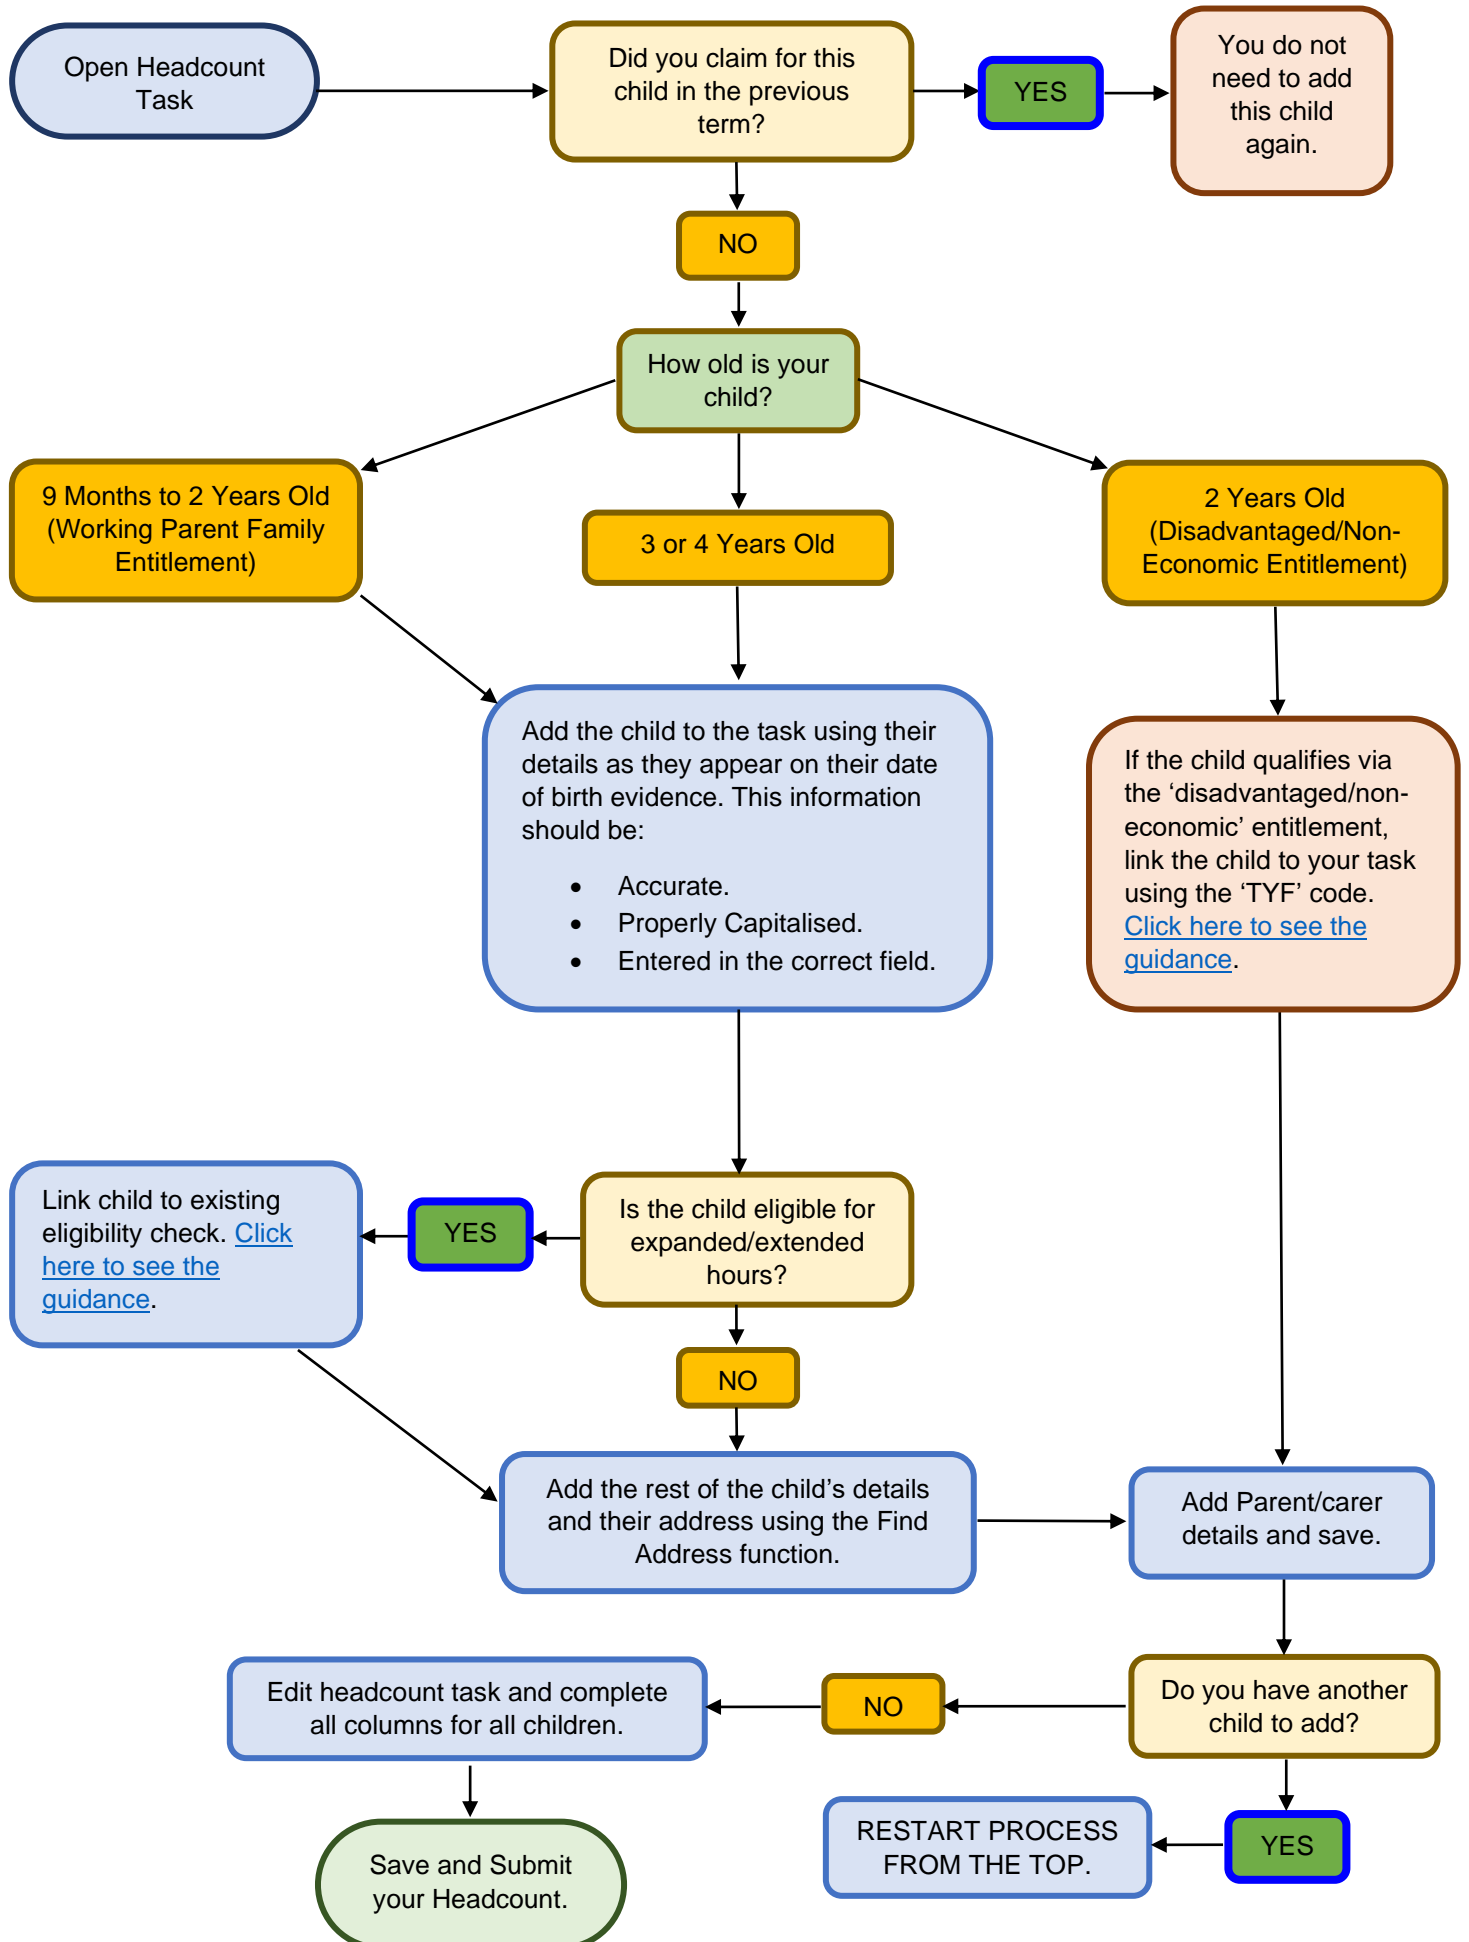 Open Headcount
Task
Did you claim for this
child in the previous
term?
YES
You do not
need to add
this child
again.
NO
How old is your
child?
9 Months to 2 Years Old
(Working Parent Family
Entitlement)
3 or 4 Years Old
2 Years Old
(Disadvantaged/Non-
Economic Entitlement)
Add the child to the task using their
details as they appear on their date
of birth evidence. This information
should be:
• Accurate.
• Properly Capitalised.
• Entered in the correct field.
If the child qualifies via
the ‘disadvantaged/non-
economic’ entitlement,
link the child to your task
using the ‘TYF’ code.
Click here to see the
guidance.
Link child to existing
eligibility check. Click
here to see the
guidance.
YES
Is the child eligible for
expanded/extended
hours?
NO
Add the rest of the child’s details
and their address using the Find
Address function.
Add Parent/carer
details and save.
Edit headcount task and complete
all columns for all children.
NO
Do you have another
child to add?
RESTART PROCESS
FROM THE TOP.
YES
Save and Submit
your Headcount.